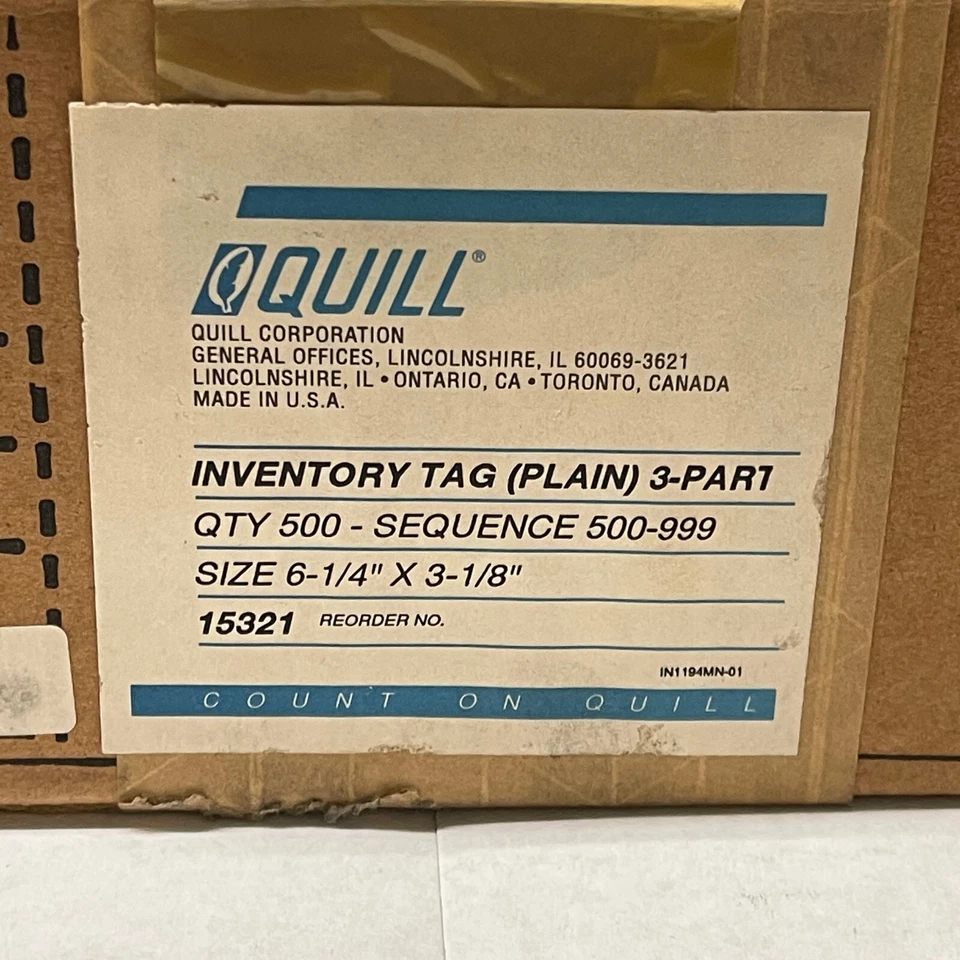 QUILL®
QUILL CORPORATION
GENERAL OFFICES, LINCOLNSHIRE, IL 60069-3621
LINCOLNSHIRE, IL • ONTARIO, CA • TORONTO, CANADA
MADE IN U.S.A.
INVENTORY TAG (PLAIN) 3-PART
QTY 500 - SEQUENCE 500-999
SIZE 6-1/4" X 3-1/8"
15321 REORDER NO.
IN1194MN-01
COUNT ON QUILL